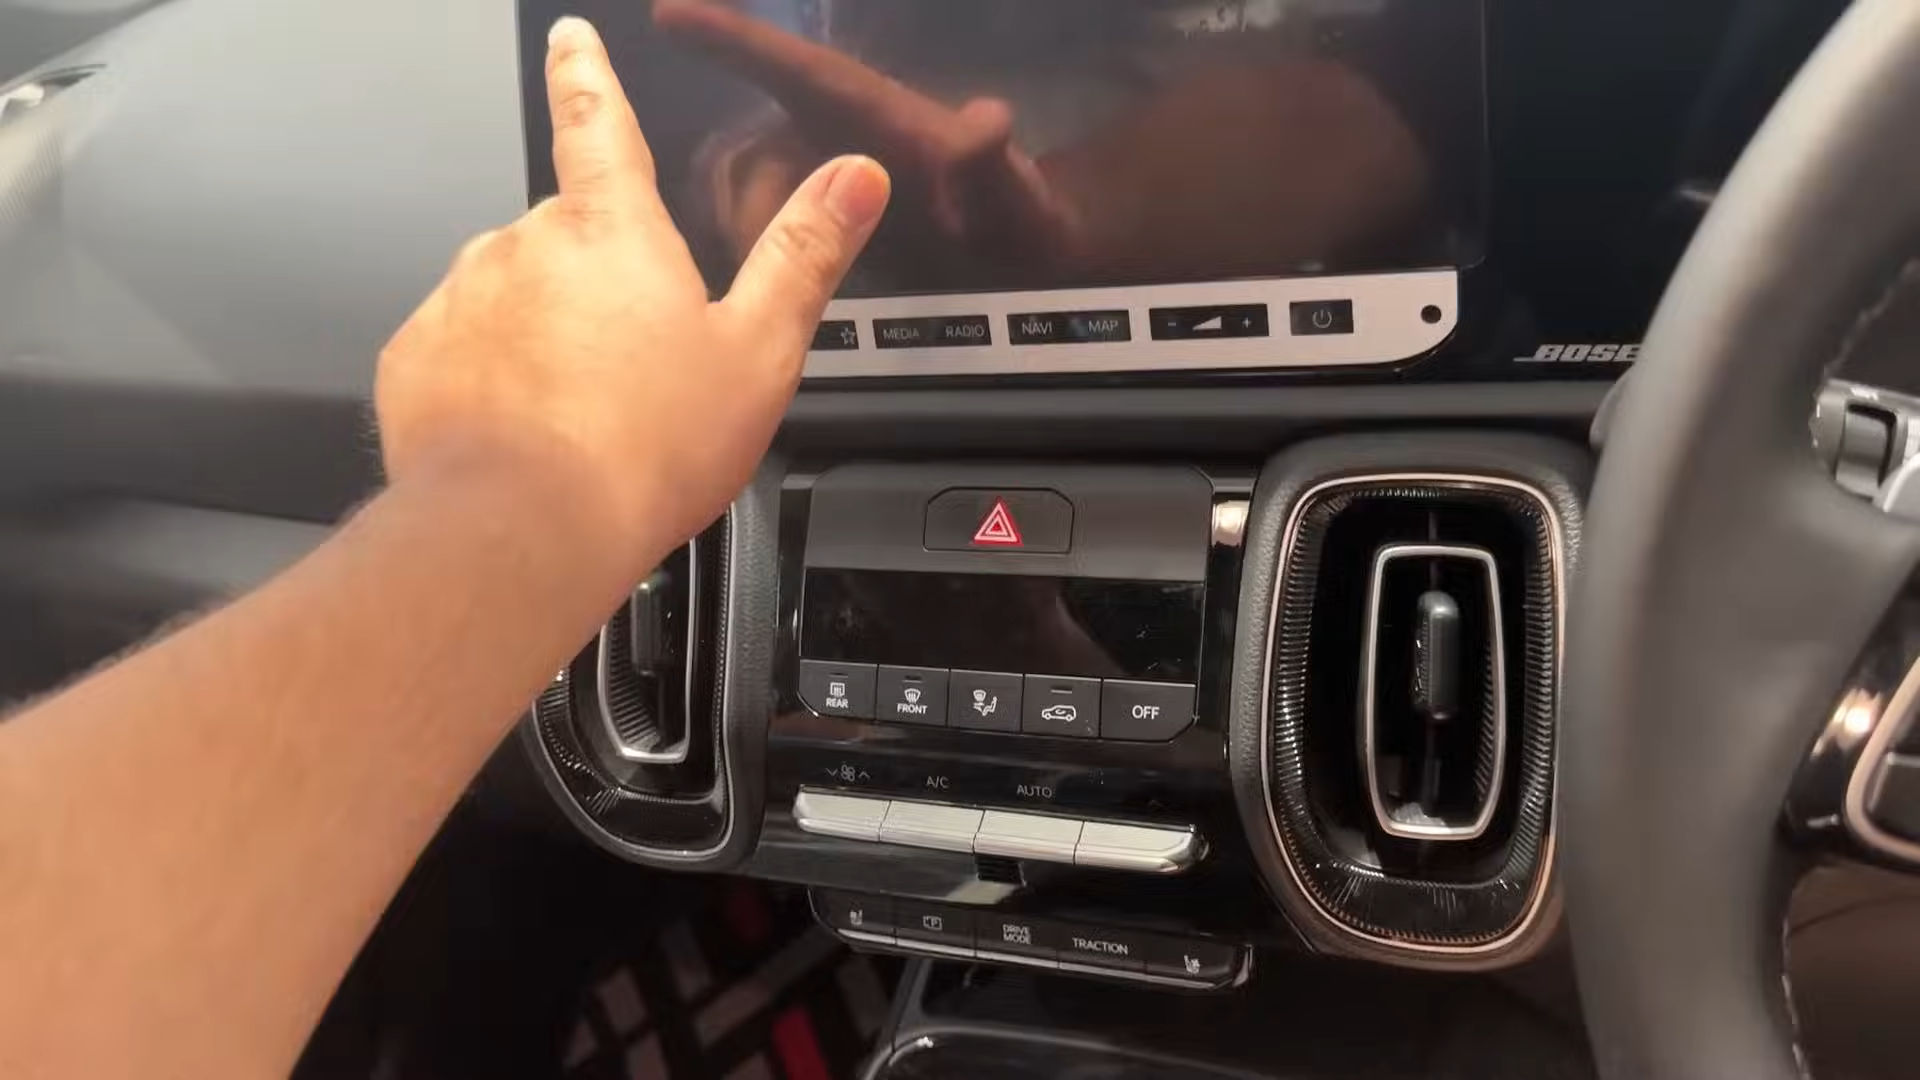 MEDIA RADIO NAVI MAP - +
BOSE
REAR FRONT OFF
A/C AUTO
P DRIVE MODE TRACTION